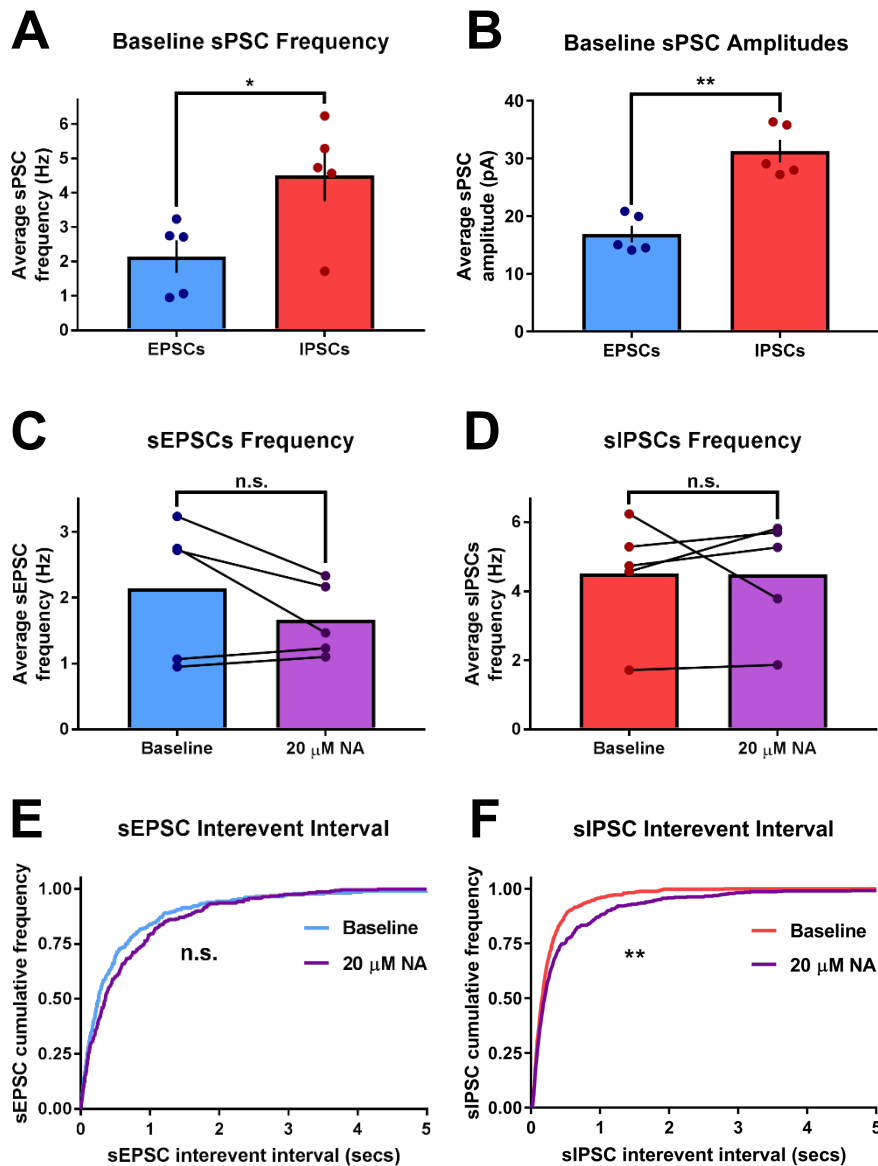 A
Baseline sPSC Frequency
*
Average sPSC
frequency (Hz)
6
5
4
3
2
1
0
EPSCs
IPSCs
B
Baseline sPSC Amplitudes
**
Average sPSC
amplitude (pA)
40
30
20
10
0
EPSCs
IPSCs
C
sEPSCs Frequency
n.s.
Average sEPSC
frequency (Hz)
3
2
1
0
Baseline
20 μM NA
D
sIPSCs Frequency
n.s.
Average sIPSCs
frequency (Hz)
6
4
2
0
Baseline
20 μM NA
E
sEPSC Interevent Interval
sEPSC cumulative frequency
1.00
0.75
0.50
0.25
0.00
Baseline
20 μM NA
n.s.
0 1 2 3 4 5
sEPSC interevent interval (secs)
F
sIPSC Interevent Interval
sIPSC cumulative frequency
1.00
0.75
0.50
0.25
0.00
Baseline
20 μM NA
**
0 1 2 3 4 5
sIPSC interevent interval (secs)